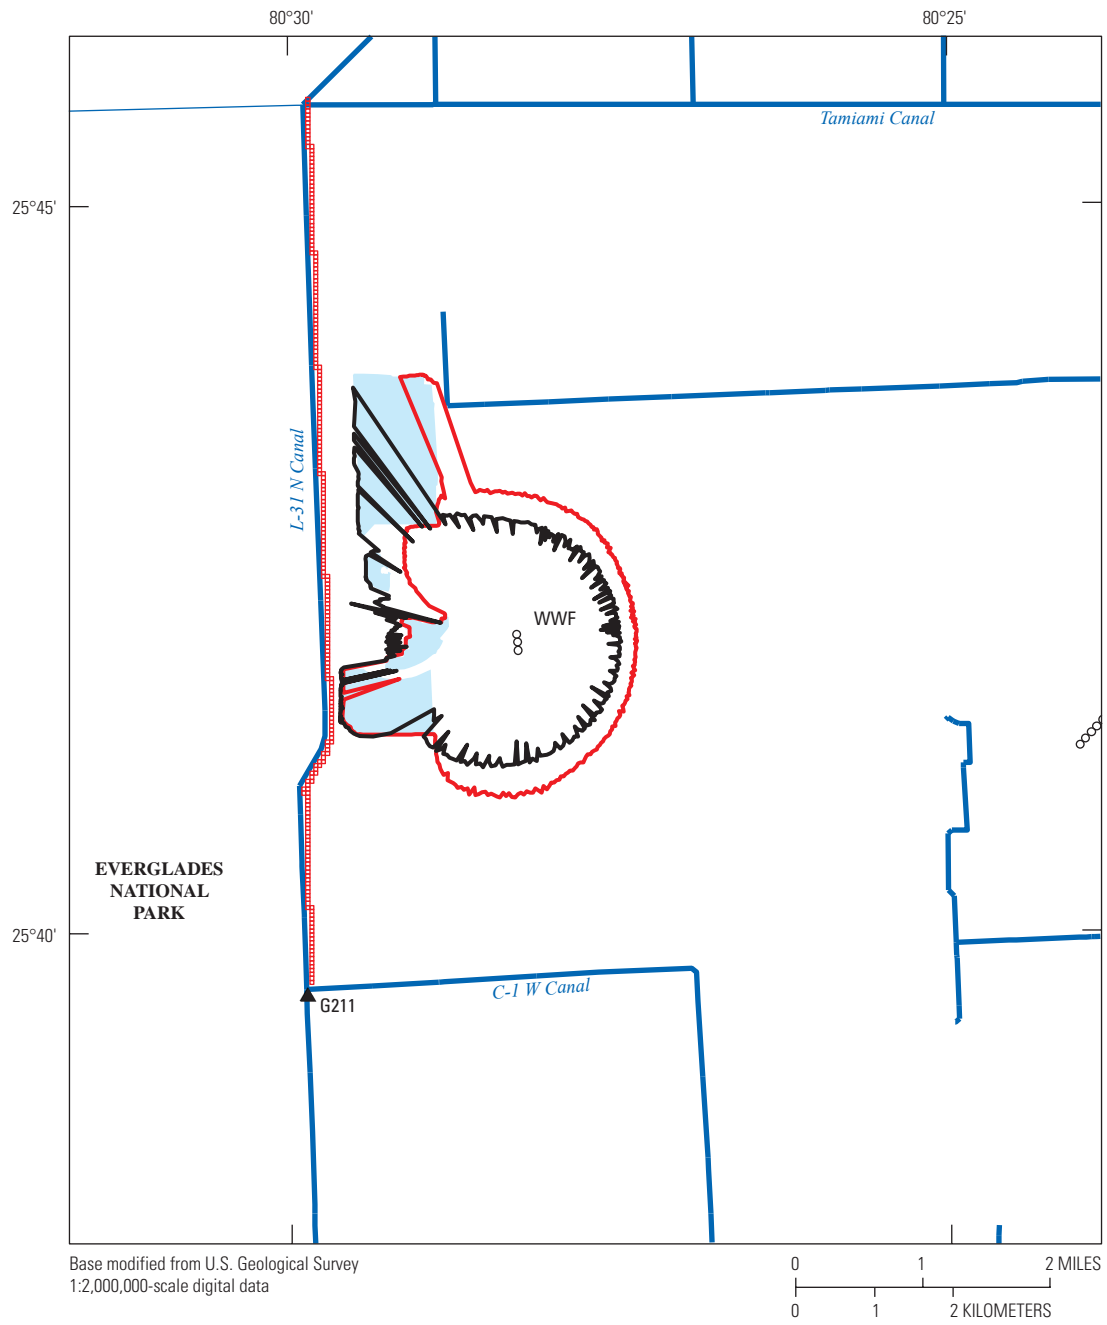 80°30'
80°25'
Tamiami Canal
25°45'
L-31 N Canal
WWF
EVERGLADES
NATIONAL
PARK
25°40'
C-1 W Canal
G211
Base modified from U.S. Geological Survey
1:2,000,000-scale digital data
0 1 2 MILES
0 1 2 KILOMETERS